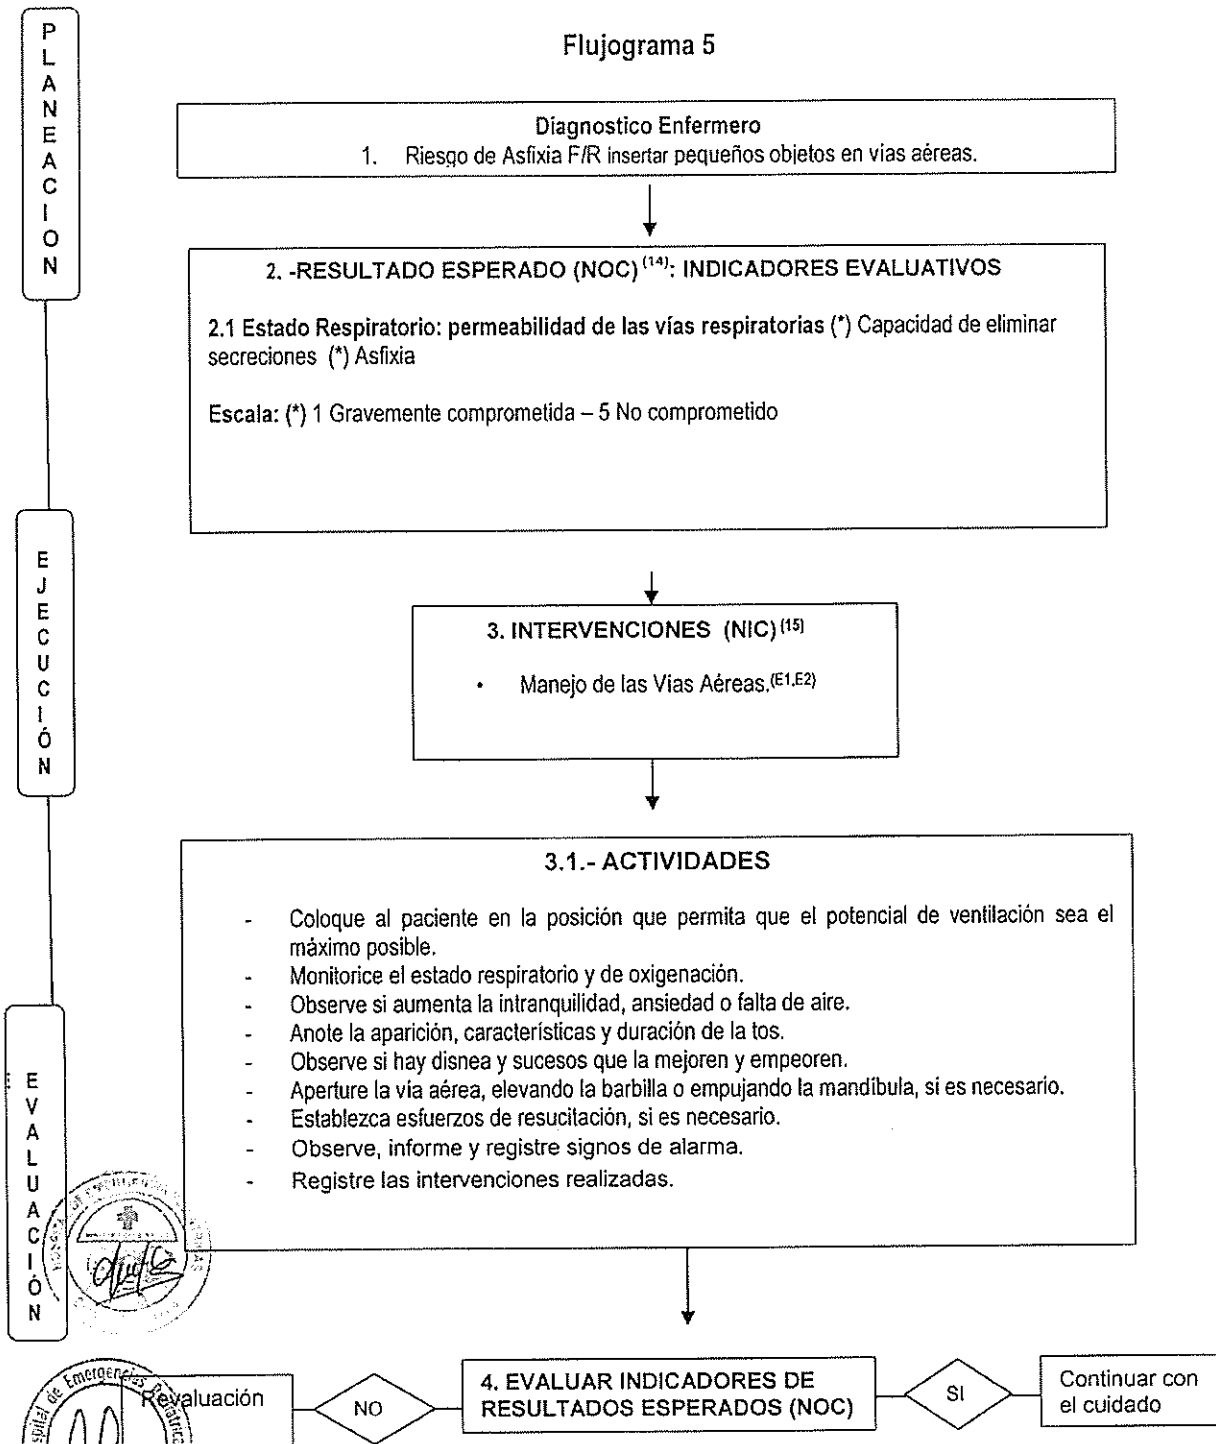 Flujograma 5
PLANEACION
Diagnostico Enfermero
1. Riesgo de Asfixia F/R insertar pequeños objetos en vías aéreas.
2. -RESULTADO ESPERADO (NOC) (14): INDICADORES EVALUATIVOS
2.1 Estado Respiratorio: permeabilidad de las vías respiratorias (*) Capacidad de eliminar
secreciones (*) Asfixia
Escala: (*) 1 Gravemente comprometida – 5 No comprometido
EJECUCIÓN
3. INTERVENCIONES (NIC) (15)
• Manejo de las Vías Aéreas.(E1,E2)
3.1.- ACTIVIDADES
- Coloque al paciente en la posición que permita que el potencial de ventilación sea el
máximo posible.
- Monitorice el estado respiratorio y de oxigenación.
- Observe si aumenta la intranquilidad, ansiedad o falta de aire.
- Anote la aparición, características y duración de la tos.
- Observe si hay disnea y sucesos que la mejoren y empeoren.
- Aperture la vía aérea, elevando la barbilla o empujando la mandíbula, si es necesario.
- Establezca esfuerzos de resucitación, si es necesario.
- Observe, informe y registre signos de alarma.
- Registre las intervenciones realizadas.
EVALUACIÓN
Revaluación
NO
4. EVALUAR INDICADORES DE
RESULTADOS ESPERADOS (NOC)
SI
Continuar con
el cuidado
de Emergencias